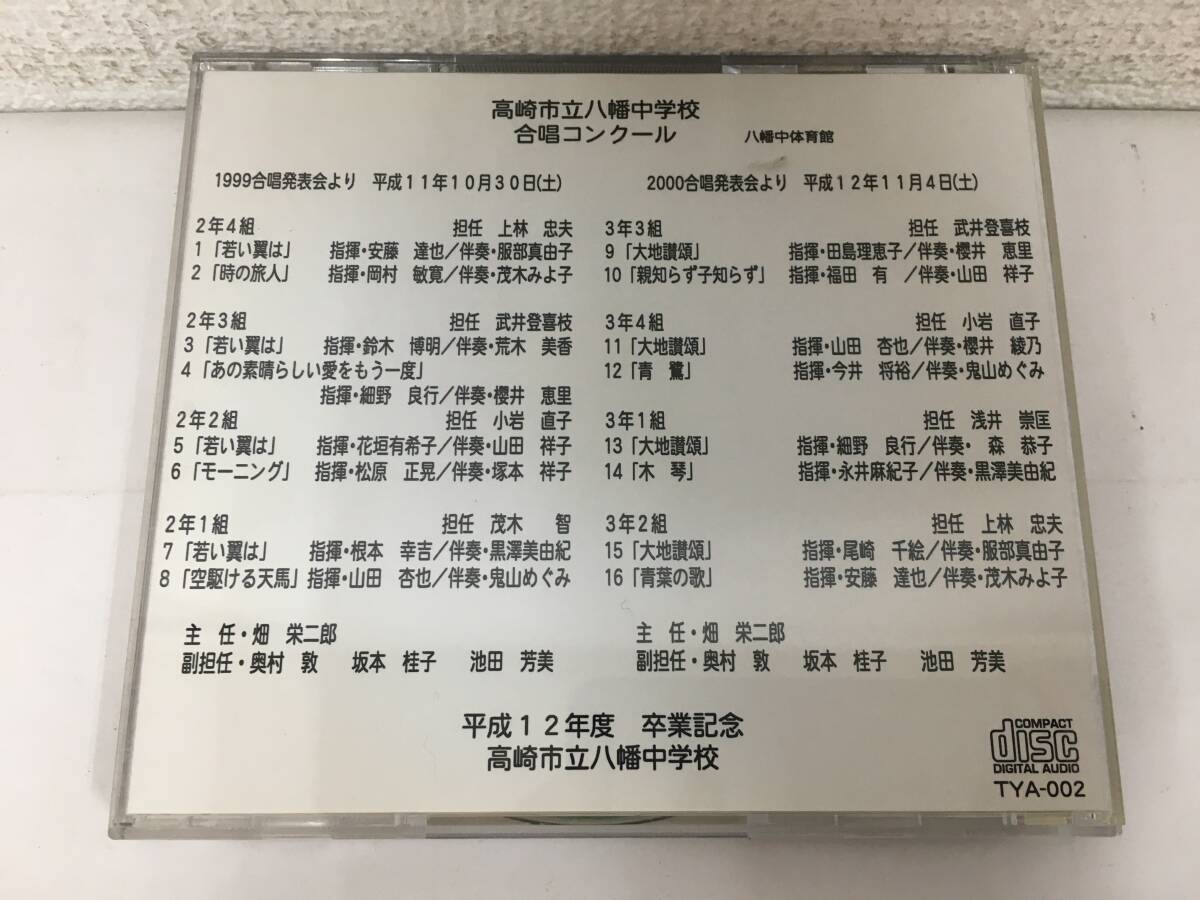 高崎市立八幡中学校
合唱コンクール 八幡中体育館
1999合唱発表会より 平成11年10月30日(土)
2年4組 担任 上林 忠夫
1「若い翼は」 指揮・安藤 達也/伴奏・服部真由子
2「時の旅人」 指揮・岡村 敏寛/伴奏・茂木みよ子
2年3組 担任 武井登喜枝
3「若い翼は」 指揮・鈴木 博明/伴奏・荒木 美香
4「あの素晴らしい愛をもう一度」
指揮・細野 良行/伴奏・櫻井 恵里
2年2組 担任 小岩 直子
5「若い翼は」 指揮・花垣有希子/伴奏・山田 祥子
6「モーニング」 指揮・松原 正晃/伴奏・塚本 祥子
2年1組 担任 茂木 智
7「若い翼は」 指揮・根本 幸吉/伴奏・黒澤美由紀
8「空駆ける天馬」指揮・山田 杏也/伴奏・鬼山めぐみ
主 任・畑 栄二郎
副担任・奥村 敦 坂本 桂子 池田 芳美
2000合唱発表会より 平成12年11月4日(土)
3年3組 担任 武井登喜枝
9「大地讃頌」 指揮・田島理恵子/伴奏・櫻井 恵里
10「親知らず子知らず」 指揮・福田 有 /伴奏・山田 祥子
3年4組 担任 小岩 直子
11「大地讃頌」 指揮・山田 杏也/伴奏・櫻井 綾乃
12「青 鷺」 指揮・今井 将裕/伴奏・鬼山めぐみ
3年1組 担任 浅井 崇匡
13「大地讃頌」 指揮・細野 良行/伴奏・ 森 恭子
14「木 琴」 指揮・永井麻紀子/伴奏・黒澤美由紀
3年2組 担任 上林 忠夫
15「大地讃頌」 指揮・尾崎 千絵/伴奏・服部真由子
16「青葉の歌」 指揮・安藤 達也/伴奏・茂木みよ子
主 任・畑 栄二郎
副担任・奥村 敦 坂本 桂子 池田 芳美
平成12年度 卒業記念
高崎市立八幡中学校
COMPACT
disc
DIGITAL AUDIO
TYA-002